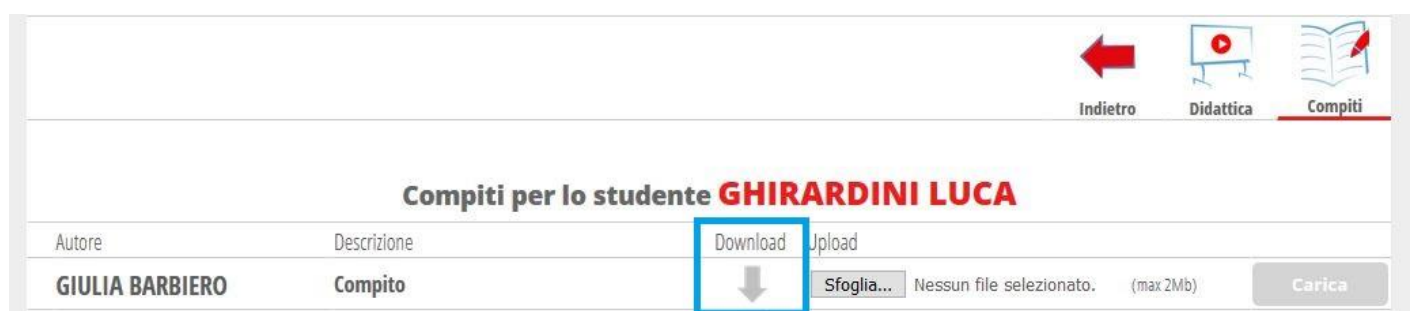 Indietro Didattica Compiti
Compiti per lo studente GHIRARDINI LUCA
Autore Descrizione Download Upload
GIULIA BARBIERO Compito Sfoglia... Nessun file selezionato. (max 2Mb) Carica